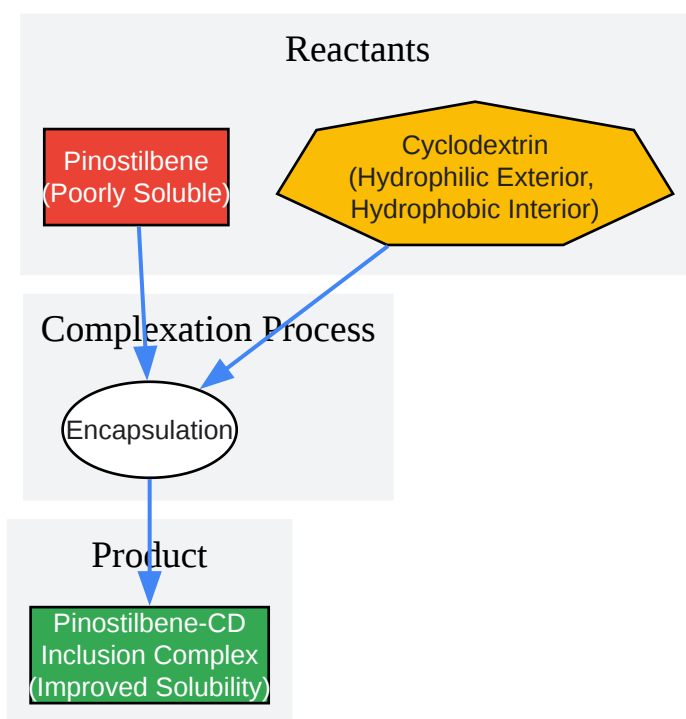 Reactants
Pinostilbene
(Poorly Soluble)
Cyclodextrin
(Hydrophilic Exterior,
Hydrophobic Interior)
Complexation Process
Encapsulation
Product
Pinostilbene-CD
Inclusion Complex
(Improved Solubility)